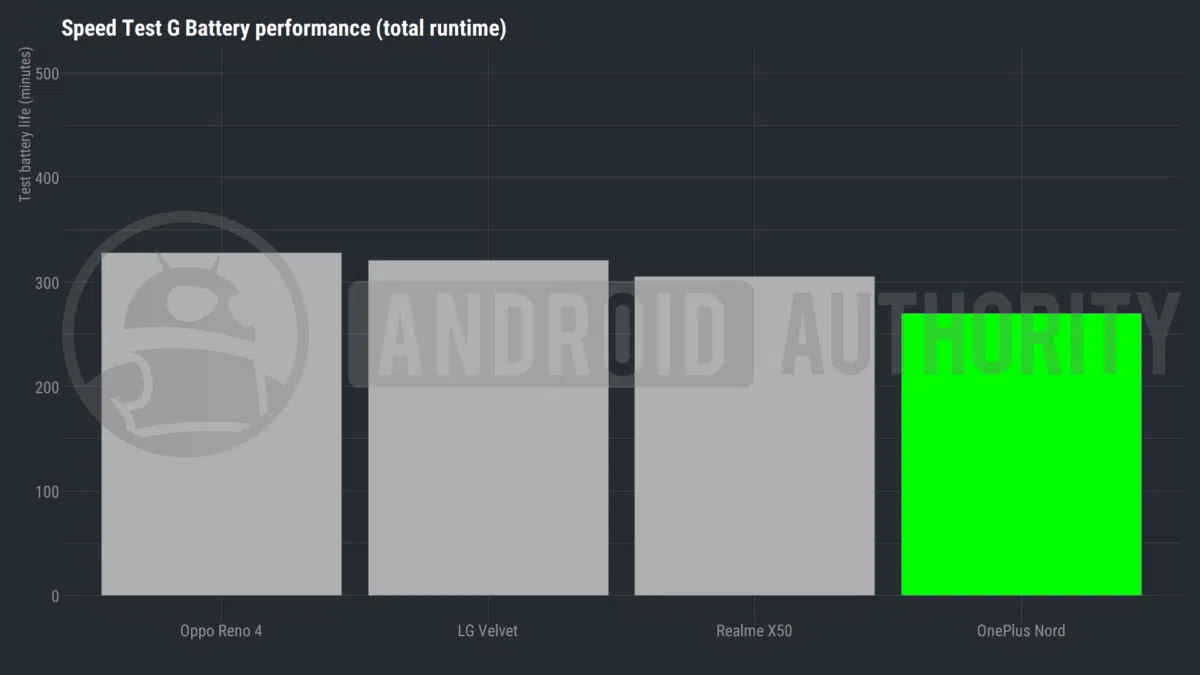 Speed Test G Battery performance (total runtime)
Test battery life (minutes)
500
400
300
200
100
0
ANDROID AUTHORITY
Oppo Reno 4
LG Velvet
Realme X50
OnePlus Nord